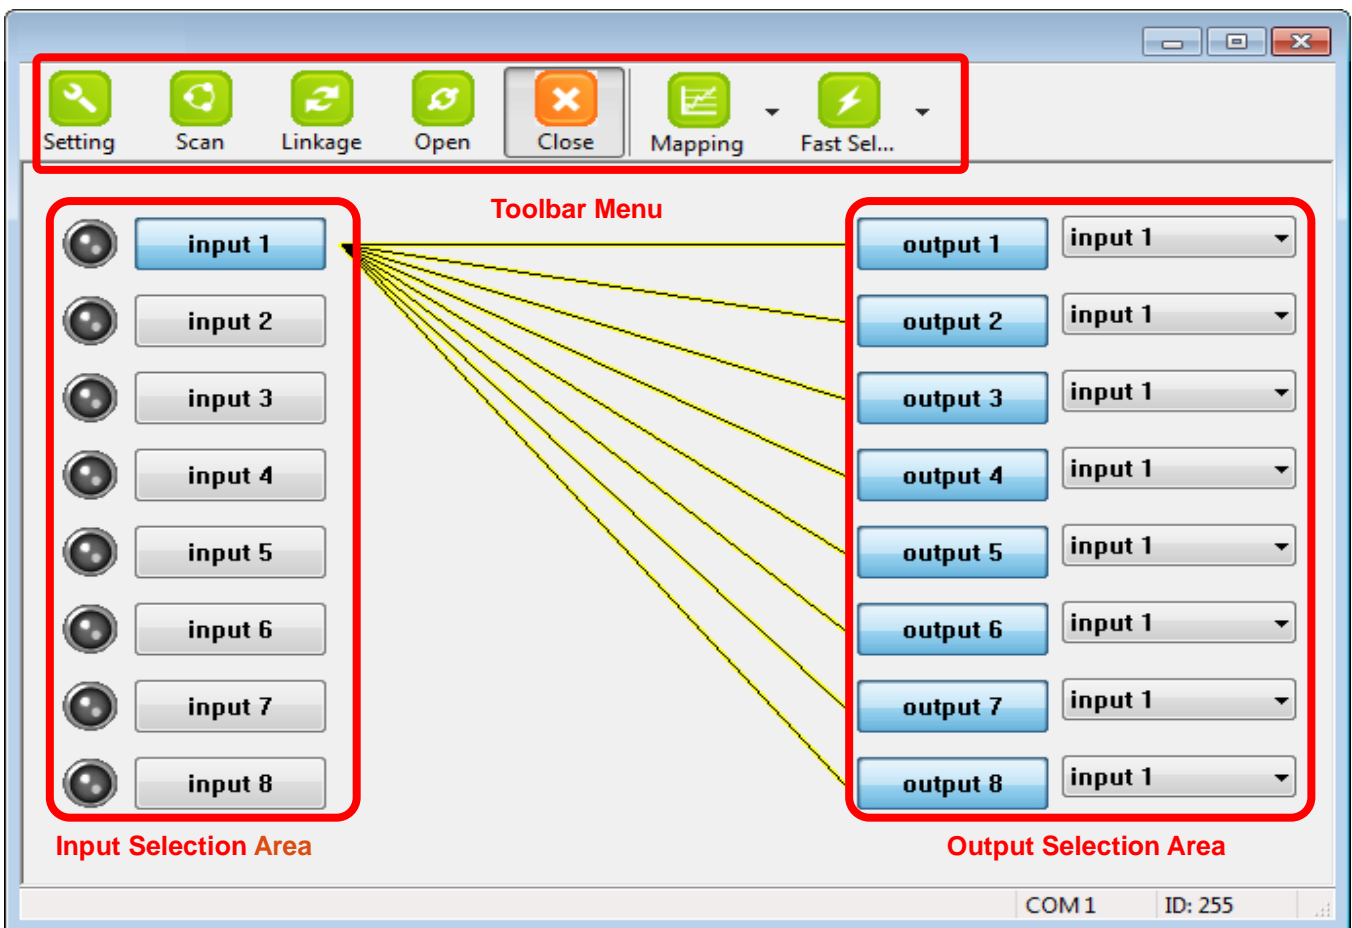 Setting Scan Linkage Open Close Mapping Fast Sel...
Toolbar Menu
input 1 output 1 input 1
input 2 output 2 input 1
input 3 output 3 input 1
input 4 output 4 input 1
input 5 output 5 input 1
input 6 output 6 input 1
input 7 output 7 input 1
input 8 output 8 input 1
Input Selection Area Output Selection Area
COM 1 ID: 255